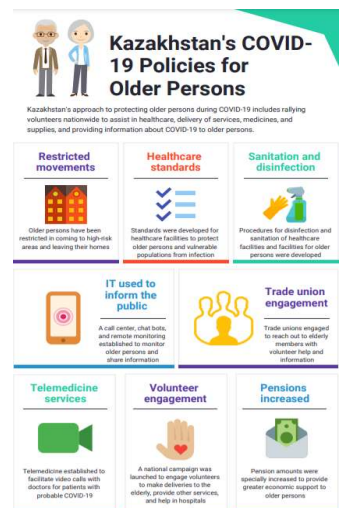 Kazakhstan's COVID-
19 Policies for
Older Persons
Kazakhstan's approach to protecting older persons during COVID-19 includes rallying
volunteers nationwide to assist in healthcare, delivery of services, medicines, and
supplies, and providing information about COVID-19 to older persons.
Restricted
movements
Older persons have been
restricted in coming to high-risk
areas and leaving their homes
Healthcare
standards
Standards were developed for
healthcare facilities to protect
older persons and vulnerable
populations from infection
Sanitation and
disinfection
Procedures for disinfection and
sanitation of healthcare
facilities and facilities for older
persons were developed
IT used to
inform the
public
A call center, chat bots,
and remote monitoring
established to monitor
older persons and
share information
Trade union
engagement
Trade unions engaged
to reach out to elderly
members with
volunteer help and
information
Telemedicine
services
Telemedicine established to
facilitate video calls with
doctors for patients with
probable COVID-19
Volunteer
engagement
A national campaign was
launched to engage volunteers
to make deliveries to the
elderly, provide other services,
and help in hospitals
Pensions
increased
Pension amounts were
specially increased to provide
greater economic support to
older persons